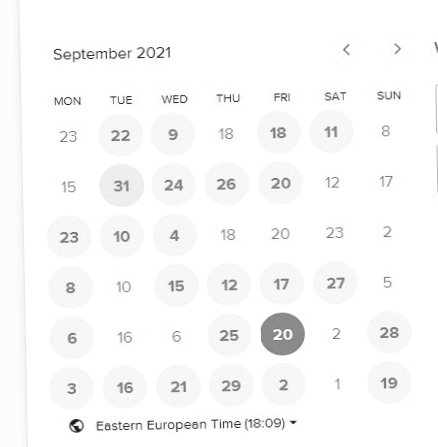 September 2021
MON TUE WED THU FRI SAT SUN
23 22 9 18 18 11 8
15 31 24 26 20 12 17
23 10 4 18 20 23 2
8 10 15 12 17 27 5
6 16 6 25 20 2 28
3 16 21 29 2 1 19
Eastern European Time (18:09)